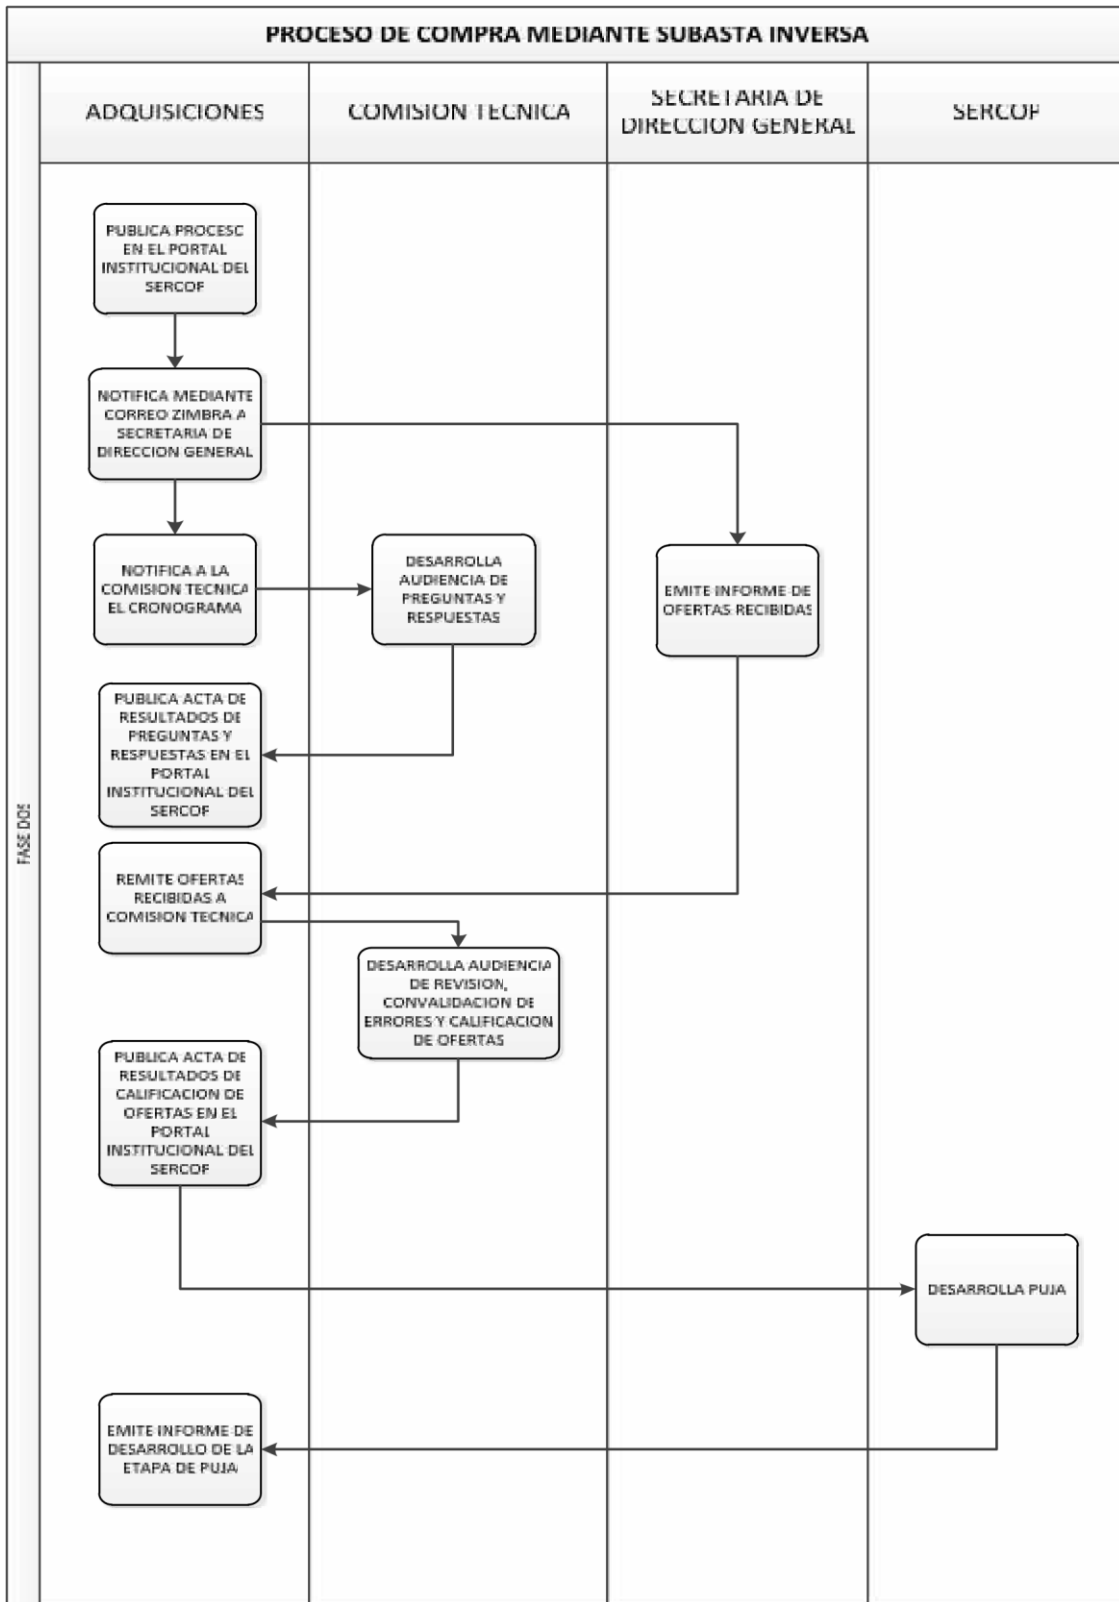 PROCESO DE COMPRA MEDIANTE SUBASTA INVERSA
ADQUISICIONES
COMISION TECNICA
SECRETARIA DE
DIRECCION GENERAL
SERCOP
FASE DOS
PUBLICA PROCESO
EN EL PORTAL
INSTITUCIONAL DEL
SERCOP
NOTIFICA MEDIANTE
CORREO ZIMBRA A
SECRETARIA DE
DIRECCION GENERAL
NOTIFICA A LA
COMISION TECNICA
EL CRONOGRAMA
DESARROLLA
AUDIENCIA DE
PREGUNTAS Y
RESPUESTAS
EMITE INFORME DE
OFERTAS RECIBIDAS
PUBLICA ACTA DE
RESULTADOS DE
PREGUNTAS Y
RESPUESTAS EN EL
PORTAL
INSTITUCIONAL DEL
SERCOP
REMITE OFERTAS
RECIBIDAS A
COMISION TECNICA
DESARROLLA AUDIENCIA
DE REVISION,
CONVALIDACION DE
ERRORES Y CALIFICACION
DE OFERTAS
PUBLICA ACTA DE
RESULTADOS DE
CALIFICACION DE
OFERTAS EN EL
PORTAL
INSTITUCIONAL DEL
SERCOP
DESARROLLA PUJA
EMITE INFORME DE
DESARROLLO DE LA
ETAPA DE PUJA